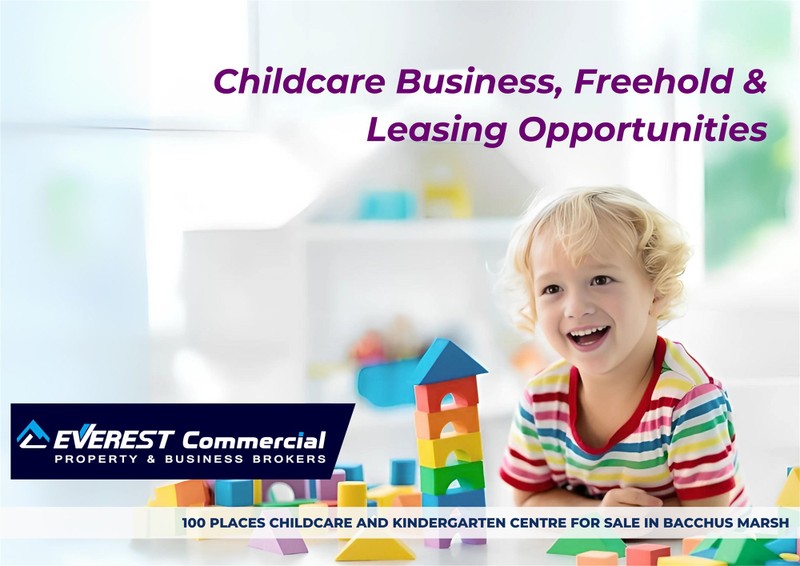 Childcare Business, Freehold &
Leasing Opportunities
EVEREST Commercial
PROPERTY & BUSINESS BROKERS
100 PLACES CHILDCARE AND KINDERGARTEN CENTRE FOR SALE IN BACCHUS MARSH